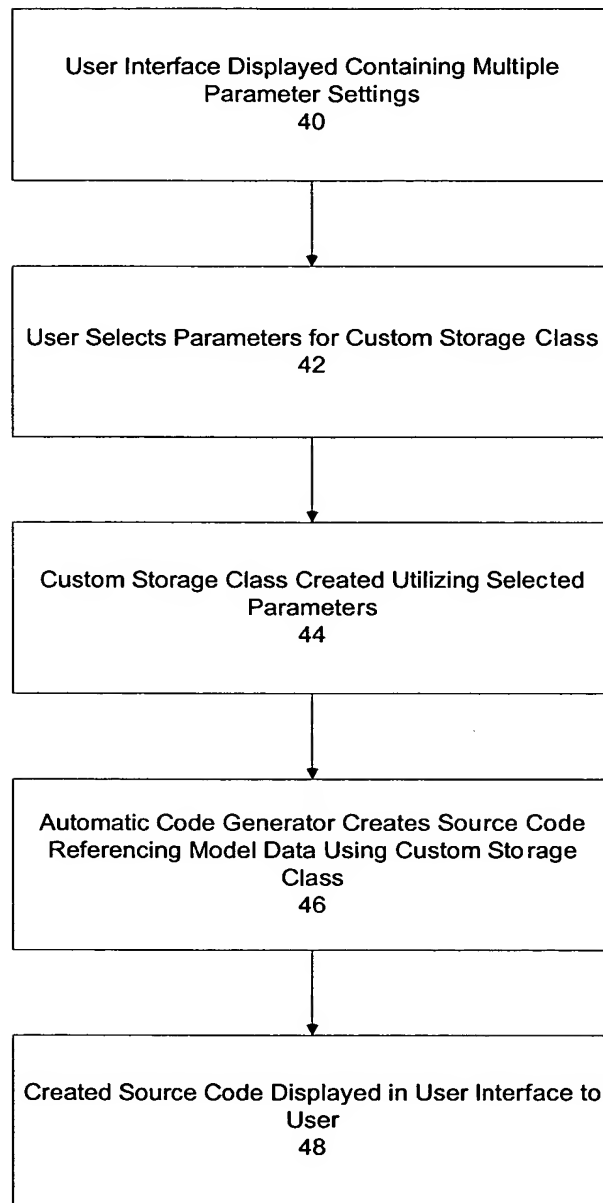 User Interface Displayed Containing Multiple
Parameter Settings
40
User Selects Parameters for Custom Storage Class
42
Custom Storage Class Created Utilizing Selected
Parameters
44
Automatic Code Generator Creates Source Code
Referencing Model Data Using Custom Storage
Class
46
Created Source Code Displayed in User Interface to
User
48